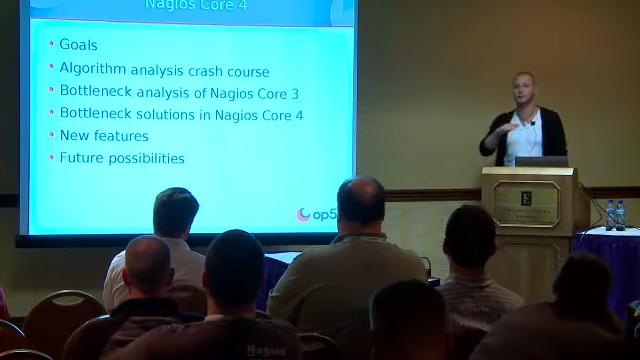 Nagios Core 4
Goals
Algorithm analysis crash course
Bottleneck analysis of Nagios Core 3
Bottleneck solutions in Nagios Core 4
New features
Future possibilities
op5
E
Nagios